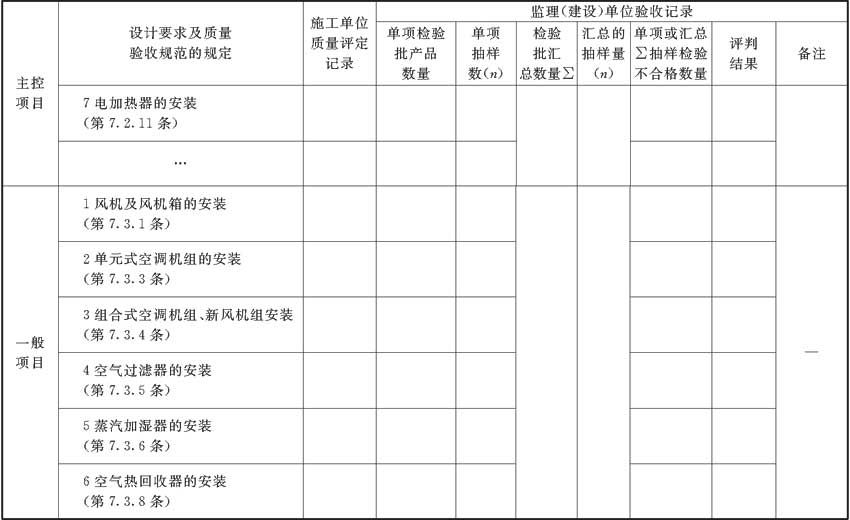 主控
项目
设计要求及质量
验收规范的规定
施工单位
质量评定
记录
监理(建设)单位验收记录
单项检验
批产品
数量
单项
抽样
数(n)
检验
批汇
总数量∑
汇总的
抽样量
(n)
单项或汇总
∑抽样检验
不合格数量
评判
结果
备注
7 电加热器的安装
(第 7.2.11 条)
…
一般
项目
1 风机及风机箱的安装
(第 7.3.1 条)
2 单元式空调机组的安装
(第 7.3.3 条)
3 组合式空调机组、新风机组安装
(第 7.3.4 条)
4 空气过滤器的安装
(第 7.3.5 条)
5 蒸汽加湿器的安装
(第 7.3.6 条)
6 空气热回收器的安装
(第 7.3.8 条)
—